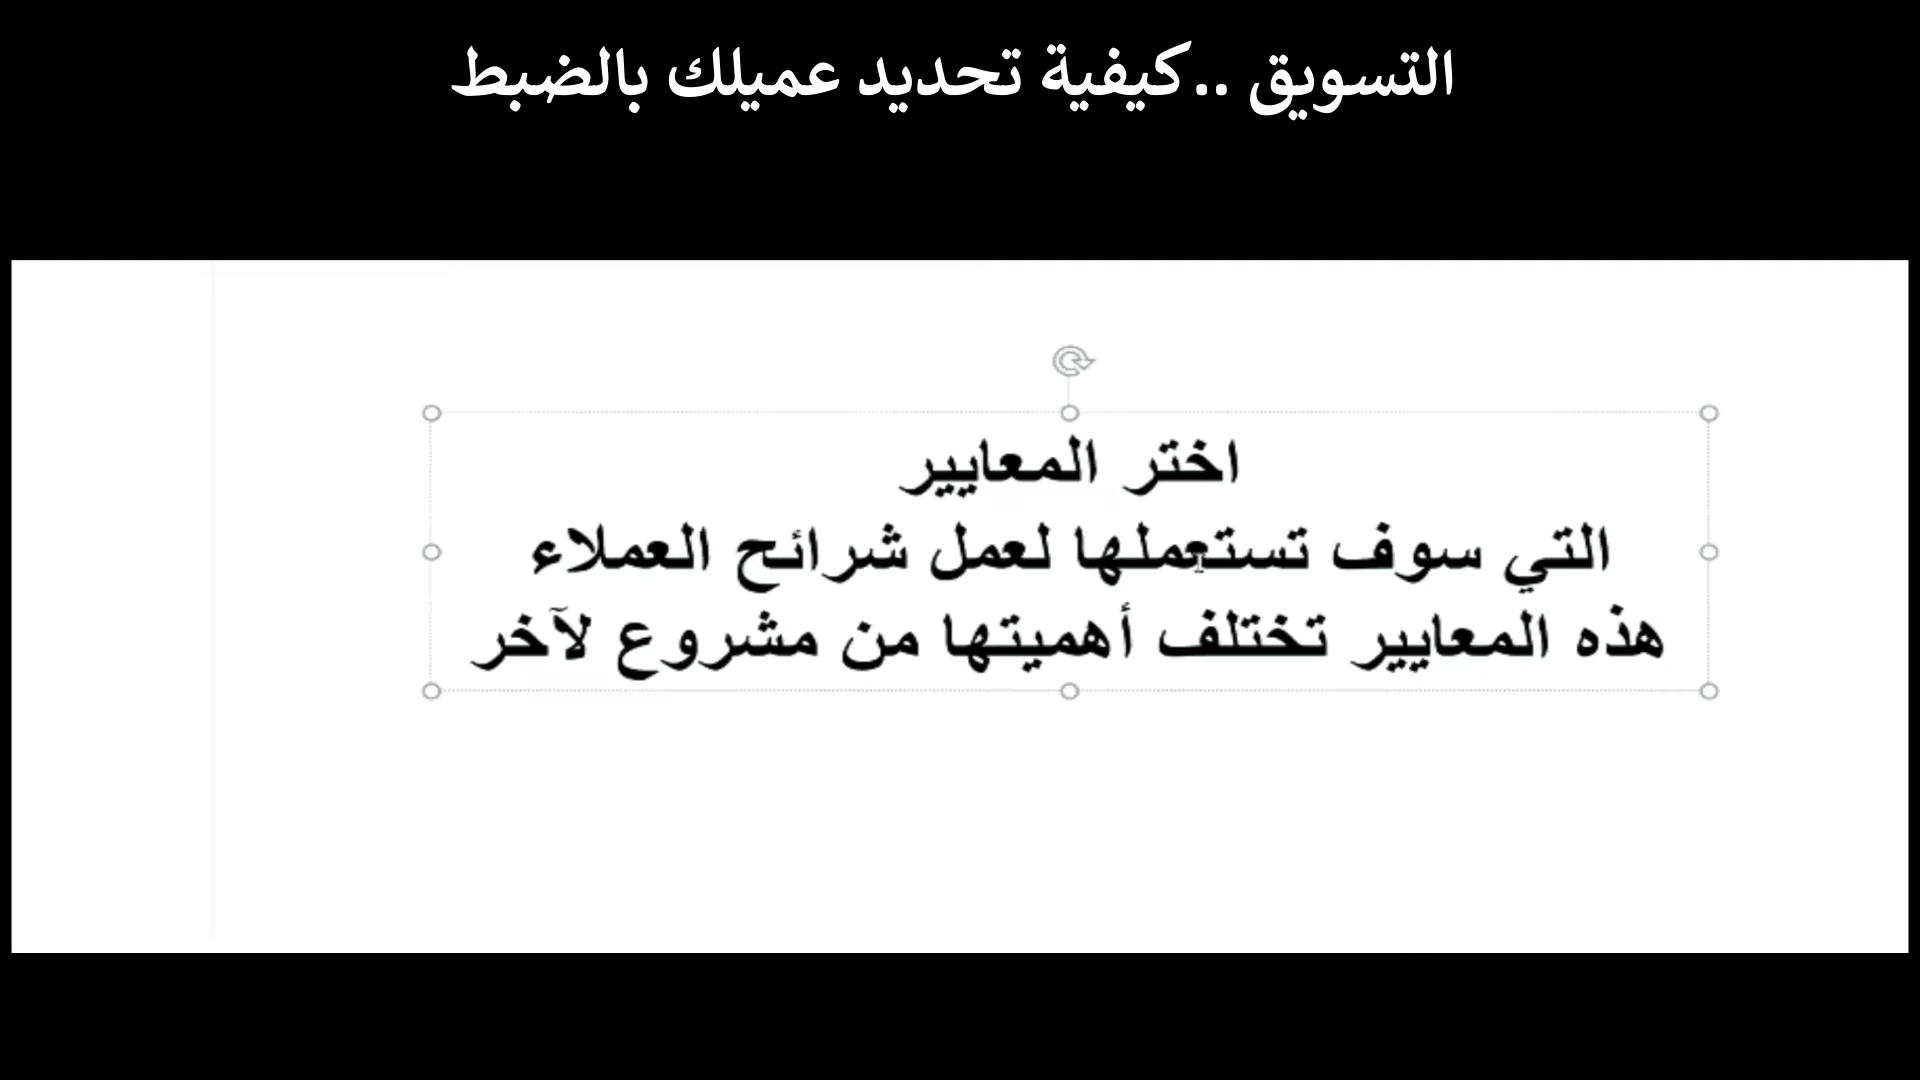 التسويق ..كيفية تحديد عميلك بالضبط
اختر المعايير
التي سوف تستعملها لعمل شرائح العملاء
هذه المعايير تختلف أهميتها من مشروع لآخر